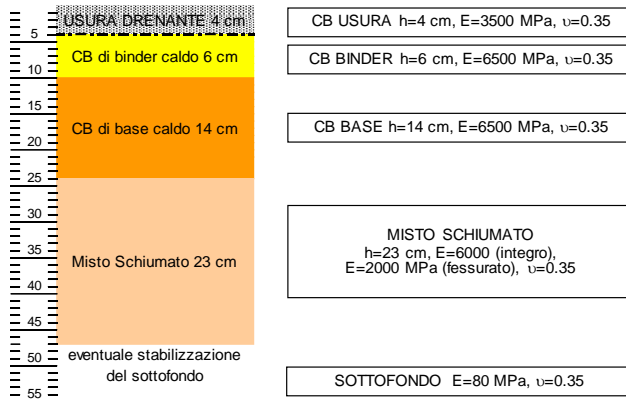 USURA DRENANTE 4 cm
CB USURA h=4 cm, E=3500 MPa, υ=0.35
5
CB di binder caldo 6 cm
CB BINDER h=6 cm, E=6500 MPa, υ=0.35
10
15
CB di base caldo 14 cm
CB BASE h=14 cm, E=6500 MPa, υ=0.35
20
25
30
MISTO SCHIUMATO
h=23 cm, E=6000 (integro),
E=2000 MPa (fessurato), υ=0.35
35
Misto Schiumato 23 cm
40
45
50
eventuale stabilizzazione
del sottofondo
SOTTOFONDO E=80 MPa, υ=0.35
55